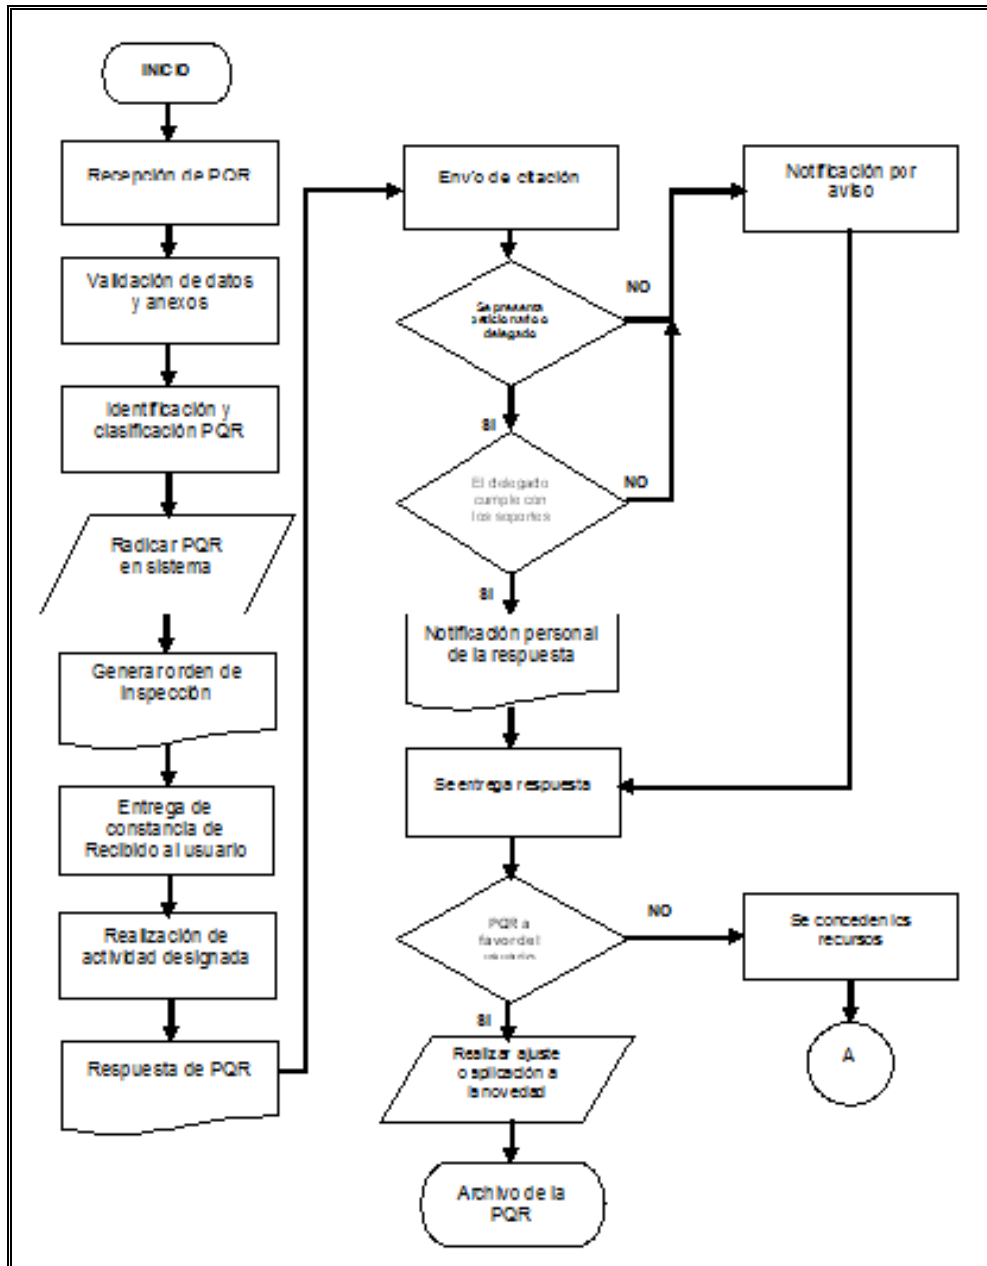 INICIO
Recepción de PQR
Validación de datos
y anexos
Identificación y
clasificación PQR
Radicar PQR
en sistema
Generar orden de
Inspección
Entrega de
constancia de
Recibido al usuario
Realización de
actividad designada
Respuesta de PQR
Envío de citación
Se presenta
peticionario o
delegado
NO
SI
El delegado
cumple con
los soportes
NO
SI
Notificación personal
de la respuesta
Se entrega respuesta
PQR a
favor del
usuario
NO
SI
Realizar ajuste
o aplicación a
la novedad
Archivo de la
PQR
Notificación por
aviso
Se conceden los
recursos
A